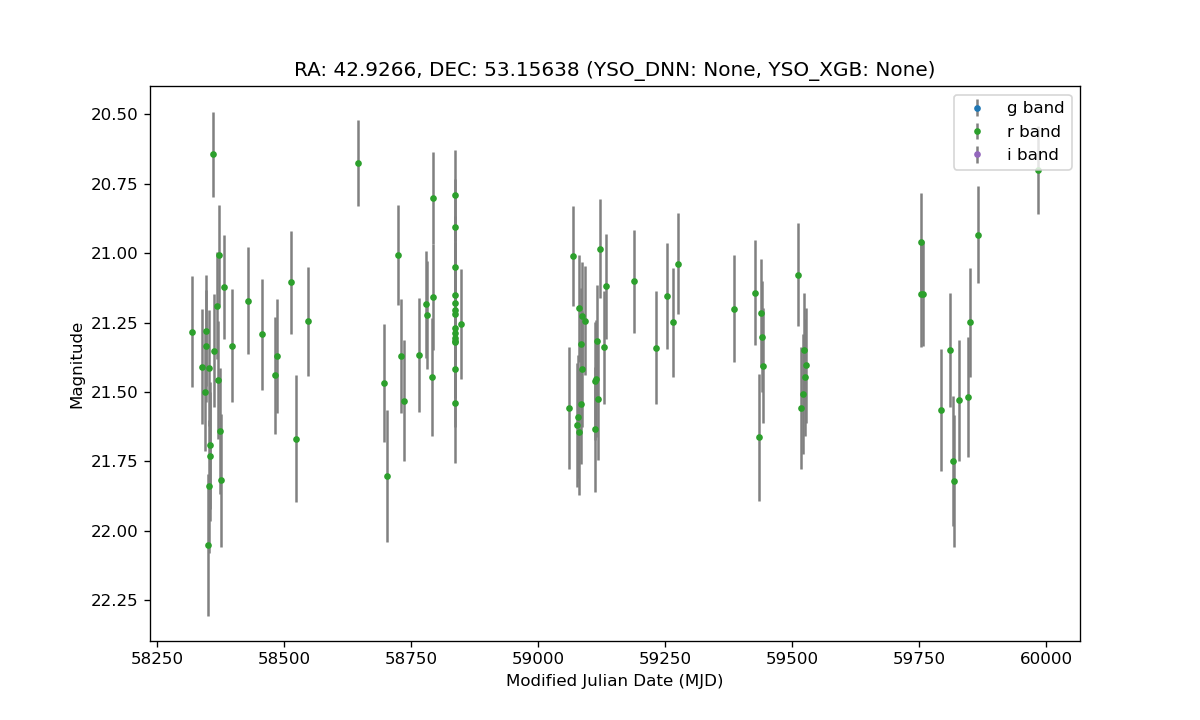 RA: 42.9266, DEC: 53.15638 (YSO_DNN: None, YSO_XGB: None)
g band
r band
i band
20.50
20.75
21.00
21.25
21.50
21.75
22.00
22.25
Magnitude
58250 58500 58750 59000 59250 59500 59750 60000
Modified Julian Date (MJD)